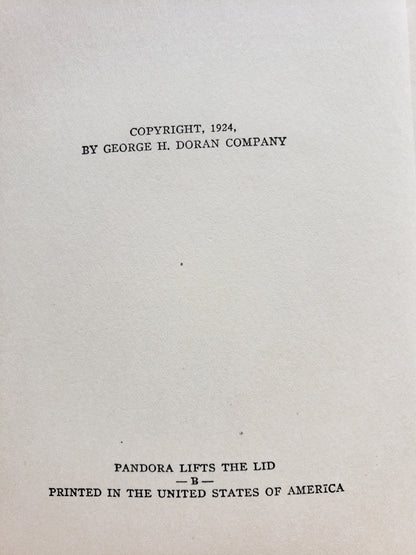 COPYRIGHT, 1924,
BY GEORGE H. DORAN COMPANY
PANDORA LIFTS THE LID
—B—
PRINTED IN THE UNITED STATES OF AMERICA